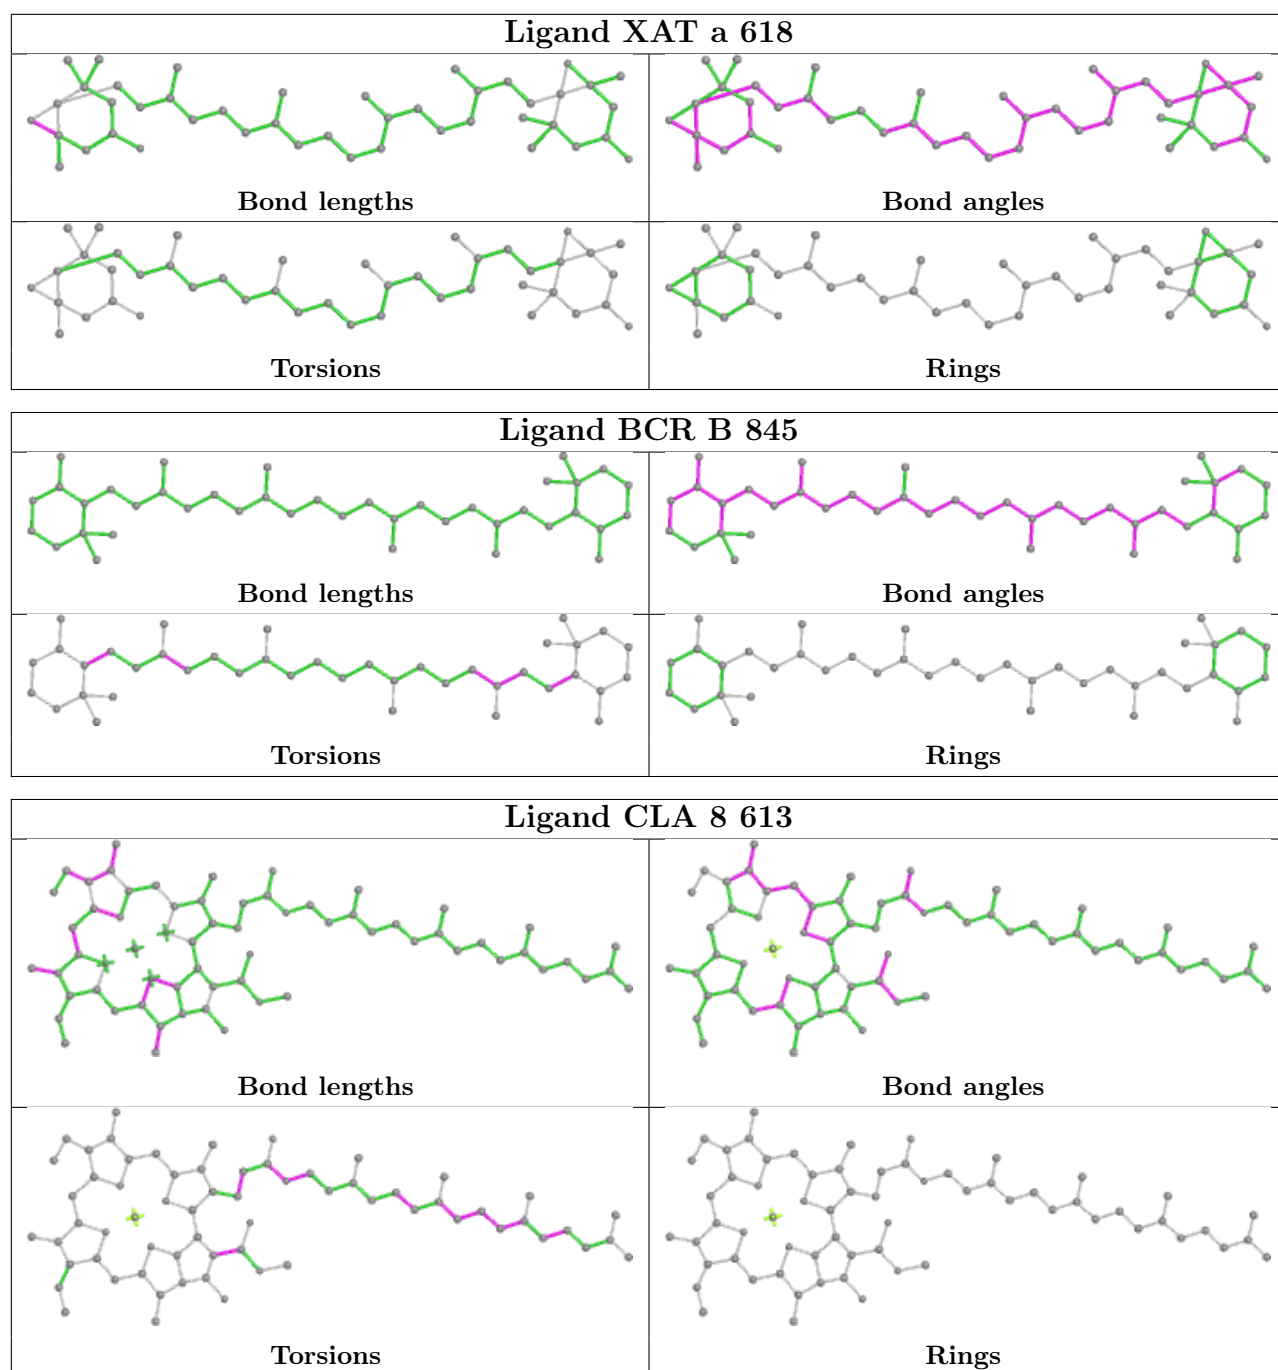 Ligand XAT a 618
Bond lengths
Bond angles
Torsions
Rings
Ligand BCR B 845
Bond lengths
Bond angles
Torsions
Rings
Ligand CLA 8 613
Bond lengths
Bond angles
Torsions
Rings